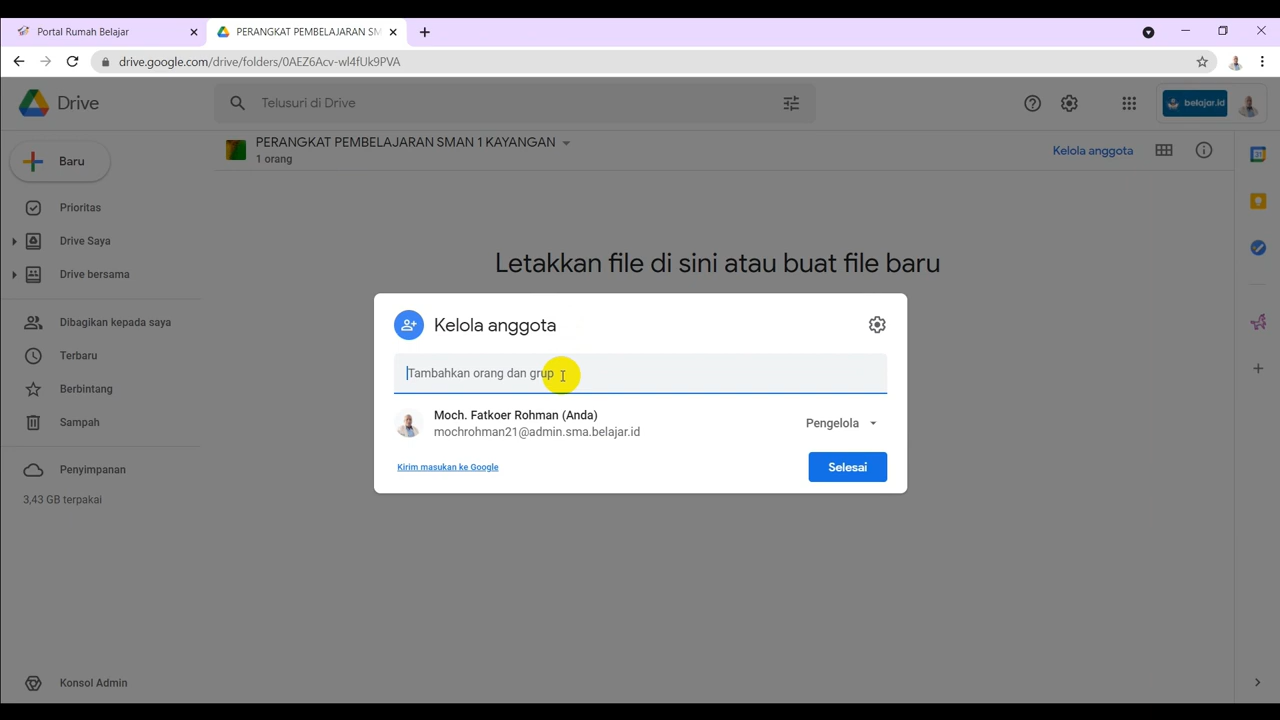 Portal Rumah Belajar
PERANGKAT PEMBELAJARAN SM
drive.google.com/drive/folders/0AEZ6Acv-wl4fUk9PVA
Drive
Telusuri di Drive
belajar.id
Baru
PERANGKAT PEMBELAJARAN SMAN 1 KAYANGAN
1 orang
Kelola anggota
Prioritas
Drive Saya
Drive bersama
Dibagikan kepada saya
Terbaru
Berbintang
Sampah
Penyimpanan
3,43 GB terpakai
Konsol Admin
Letakkan file di sini atau buat file baru
Kelola anggota
Tambahkan orang dan grup
Moch. Fatkoer Rohman (Anda)
mochrohman21@admin.sma.belajar.id
Pengelola
Kirim masukan ke Google
Selesai